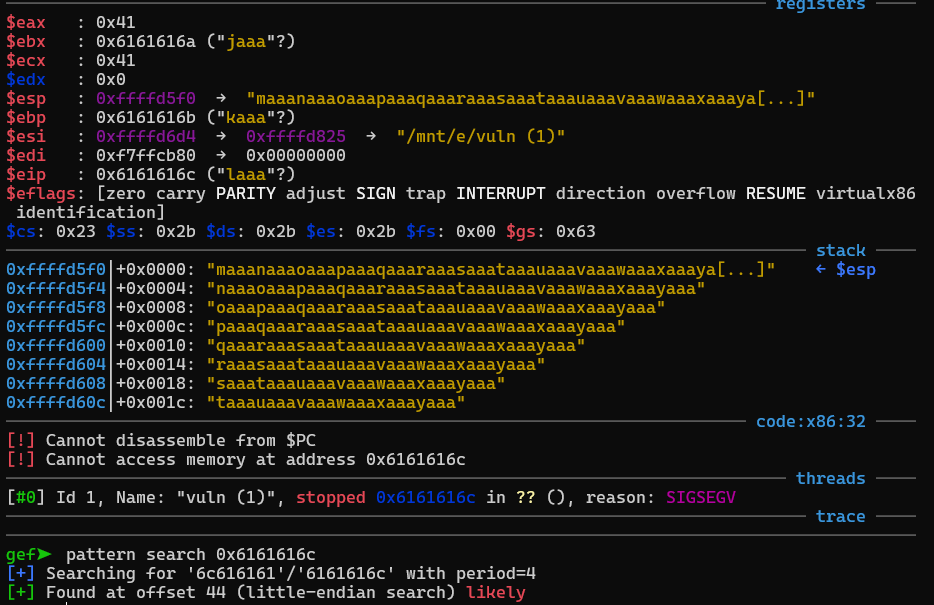 registers
$eax   : 0x41
$ebx   : 0x6161616a ("jaaa"?)
$ecx   : 0x41
$edx   : 0x0
$esp   : 0xffffd5f0  →  "maaanaaaoaaapaaaqaaaraaasaaataaauaaavaaawaaaxaaaya[...]"
$ebp   : 0x6161616b ("kaaa"?)
$esi   : 0xffffd6d4  →  0xffffd825  →  "/mnt/e/vuln (1)"
$edi   : 0xf7ffcb80  →  0x00000000
$eip   : 0x6161616c ("laaa"?)
$eflags: [zero carry PARITY adjust SIGN trap INTERRUPT direction overflow RESUME virtualx86
identification]
$cs: 0x23 $ss: 0x2b $ds: 0x2b $es: 0x2b $fs: 0x00 $gs: 0x63
stack
0xffffd5f0│+0x0000: "maaanaaaoaaapaaaqaaaraaasaaataaauaaavaaawaaaxaaaya[...]"    ← $esp
0xffffd5f4│+0x0004: "naaaoaaapaaaqaaaraaasaaataaauaaavaaawaaaxaaayaaa"
0xffffd5f8│+0x0008: "oaaapaaaqaaaraaasaaataaauaaavaaawaaaxaaayaaa"
0xffffd5fc│+0x000c: "paaaqaaaraaasaaataaauaaavaaawaaaxaaayaaa"
0xffffd600│+0x0010: "qaaaraaasaaataaauaaavaaawaaaxaaayaaa"
0xffffd604│+0x0014: "raaasaaataaauaaavaaawaaaxaaayaaa"
0xffffd608│+0x0018: "saaataaauaaavaaawaaaxaaayaaa"
0xffffd60c│+0x001c: "taaauaaavaaawaaaxaaayaaa"
code:x86:32
[!] Cannot disassemble from $PC
[!] Cannot access memory at address 0x6161616c
threads
[#0] Id 1, Name: "vuln (1)", stopped 0x6161616c in ?? (), reason: SIGSEGV
trace
gef➤  pattern search 0x6161616c
[+] Searching for '6c616161'/'6161616c' with period=4
[+] Found at offset 44 (little-endian search) likely